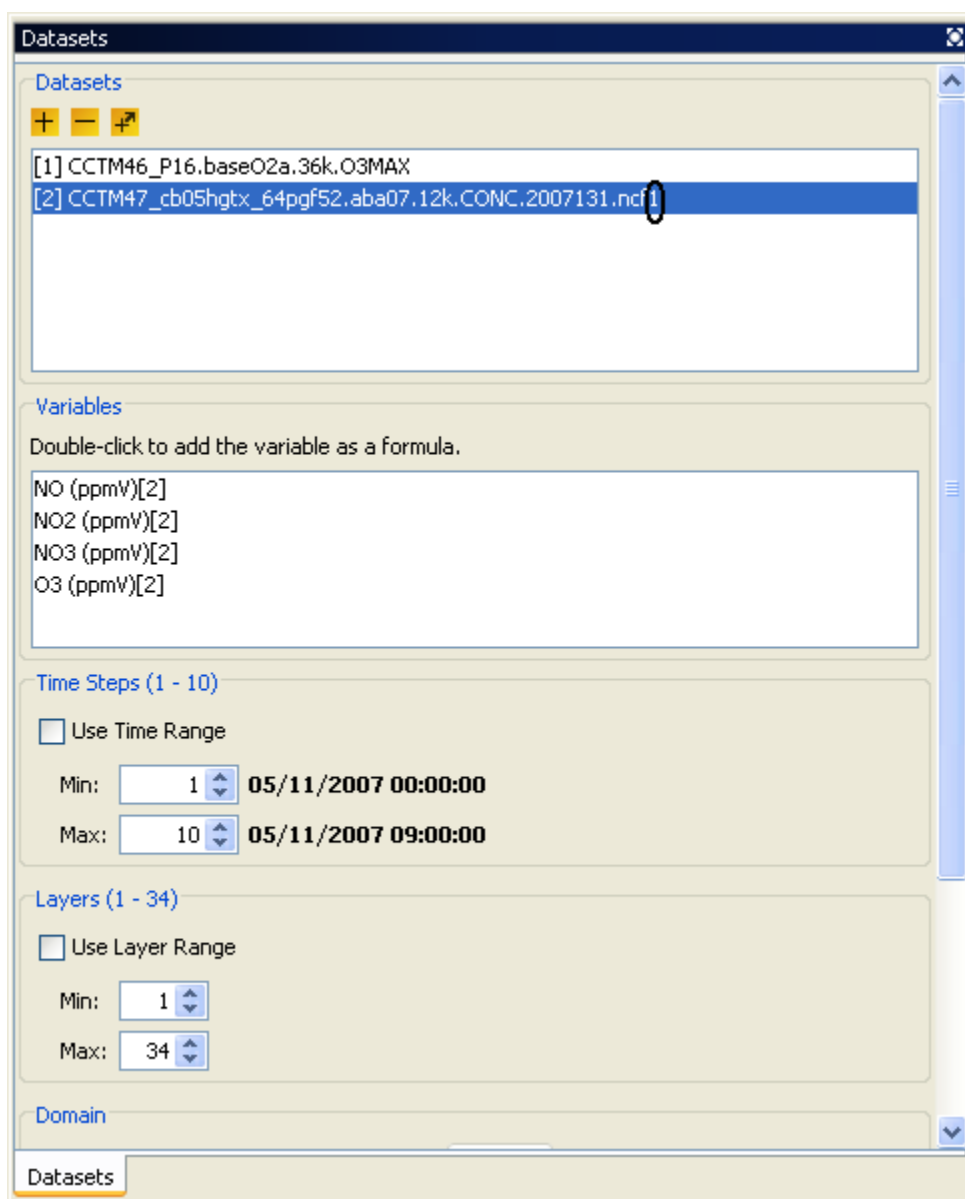 Datasets
Datasets
[1] CCTM46_P16.baseO2a.36k.O3MAX
[2] CCTM47_cb05hgtx_64pgf52.aba07.12k.CONC.2007131.ncf1
Variables
Double-click to add the variable as a formula.
NO (ppmV)[2]
NO2 (ppmV)[2]
NO3 (ppmV)[2]
O3 (ppmV)[2]
Time Steps (1 - 10)
Use Time Range
Min: 1 05/11/2007 00:00:00
Max: 10 05/11/2007 09:00:00
Layers (1 - 34)
Use Layer Range
Min: 1
Max: 34
Domain
Datasets